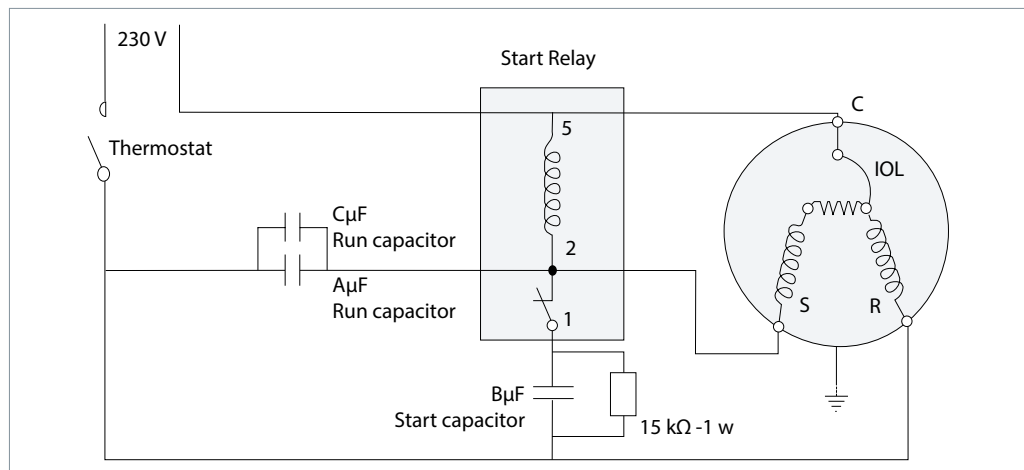 230 V
Start Relay
C
5
Thermostat
IOL
CµF
Run capacitor
2
AµF
Run capacitor
S
R
1
BµF
Start capacitor
15 kΩ -1 w